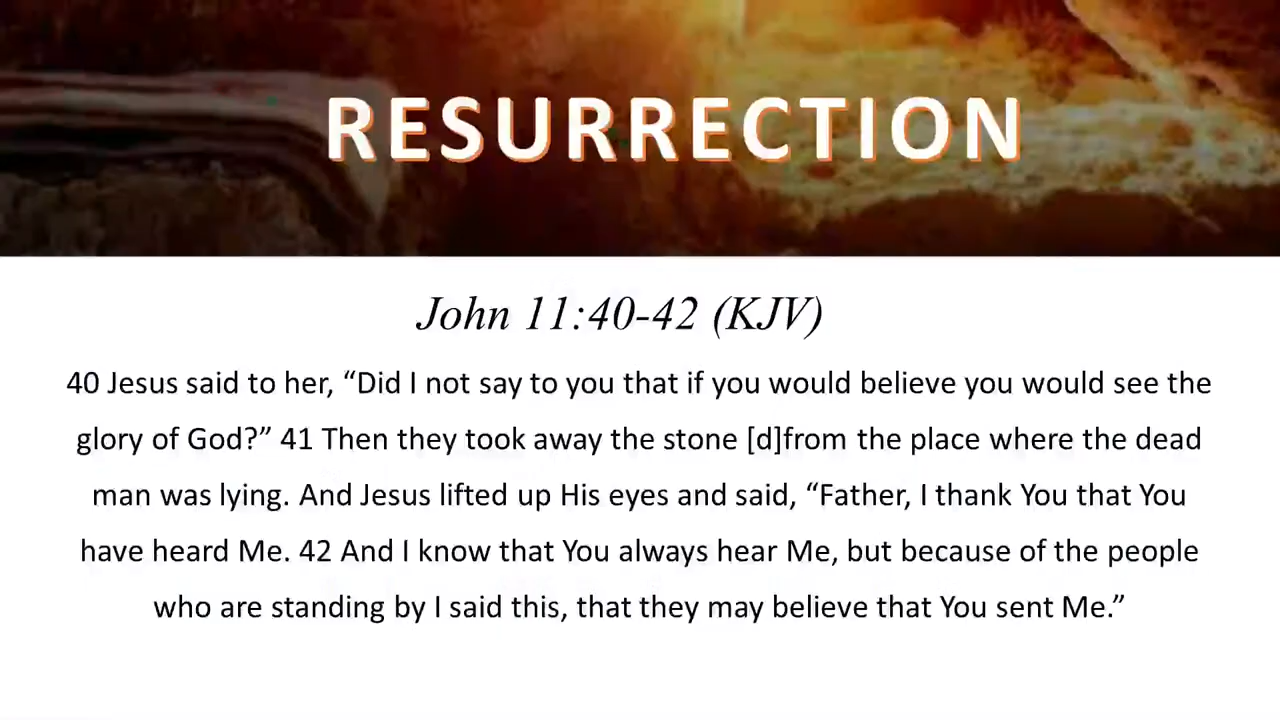 RESURRECTION
John 11:40-42 (KJV)
40 Jesus said to her, “Did I not say to you that if you would believe you would see the
glory of God?” 41 Then they took away the stone [d]from the place where the dead
man was lying. And Jesus lifted up His eyes and said, “Father, I thank You that You
have heard Me. 42 And I know that You always hear Me, but because of the people
who are standing by I said this, that they may believe that You sent Me.”